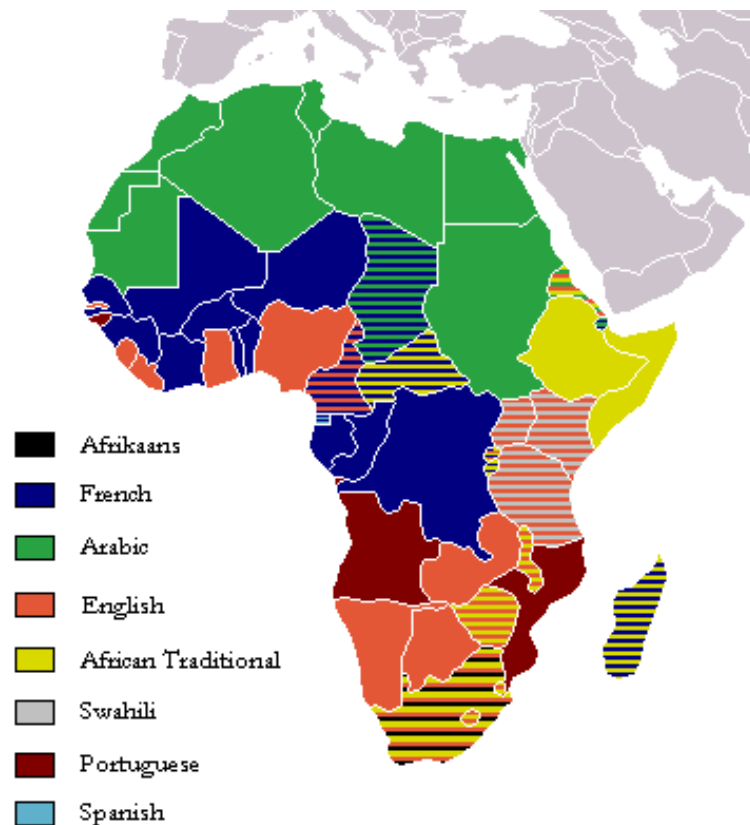 Afrikaans
French
Arabic
English
African Traditional
Swahili
Portuguese
Spanish